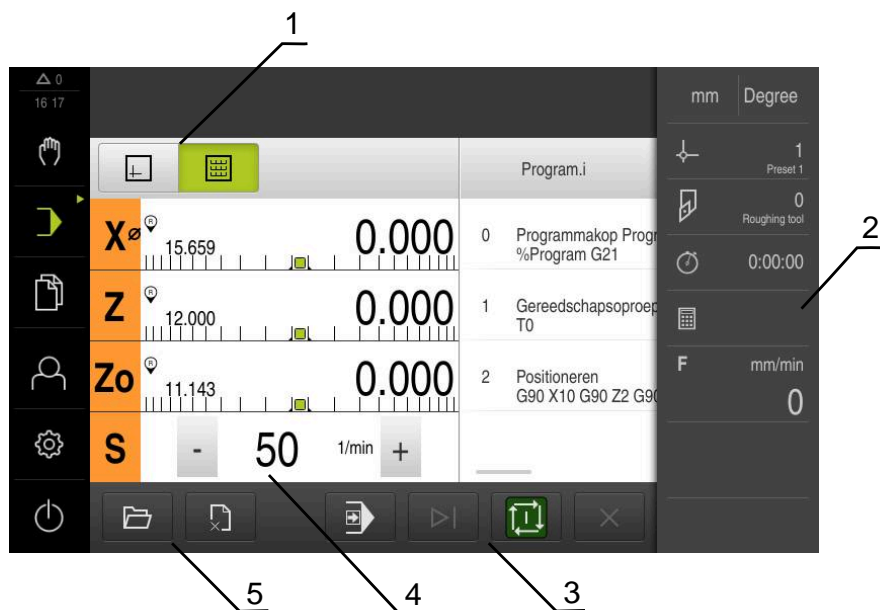 1
0
16 17
mm Degree
1
Preset 1
Program.i
0
Roughing tool
2
X⌀ R 15.659 0.000
0 Programmakop Progr
%Program G21
0:00:00
Z R 12.000 0.000
1 Gereedschapsoproep
T0
F mm/min
0
Zo R 11.143 0.000
2 Positioneren
G90 X10 G90 Z2 G90
S - 50 1/min +
5 4 3